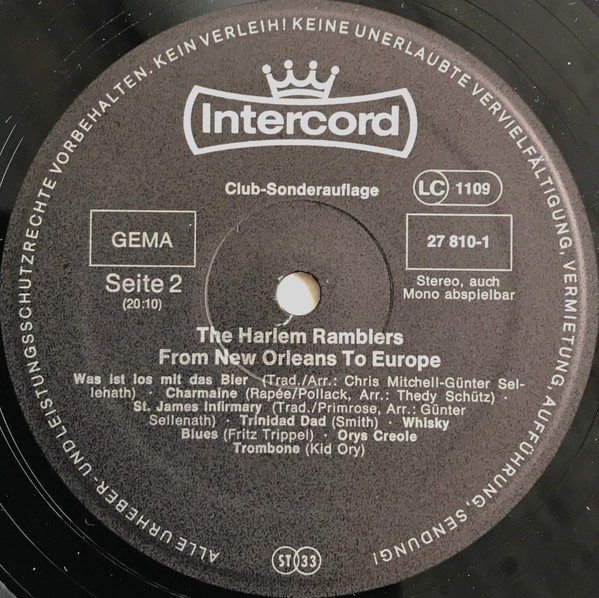 ALLE URHEBER- UND LEISTUNGSSCHUTZRECHTE VORBEHALTEN. KEIN VERLEIH! KEINE UNERLAUBTE VERVIELFÄLTIGUNG, VERMIETUNG, AUFFÜHRUNG, SENDUNG!
Intercord
Club-Sonderauflage
LC 1109
GEMA
27 810-1
Seite 2
(20:10)
Stereo, auch
Mono abspielbar
The Harlem Ramblers
From New Orleans To Europe
Was ist los mit das Bier (Trad./Arr.: Chris Mitchell-Günter Sel-
lenath) · Charmaine (Rapée/Pollack, Arr.: Thedy Schütz) ·
St. James Infirmary (Trad./Primrose, Arr.: Günter
Sellenath) · Trinidad Dad (Smith) · Whisky
Blues (Fritz Trippel) · Orys Creole
Trombone (Kid Ory)
ST 33